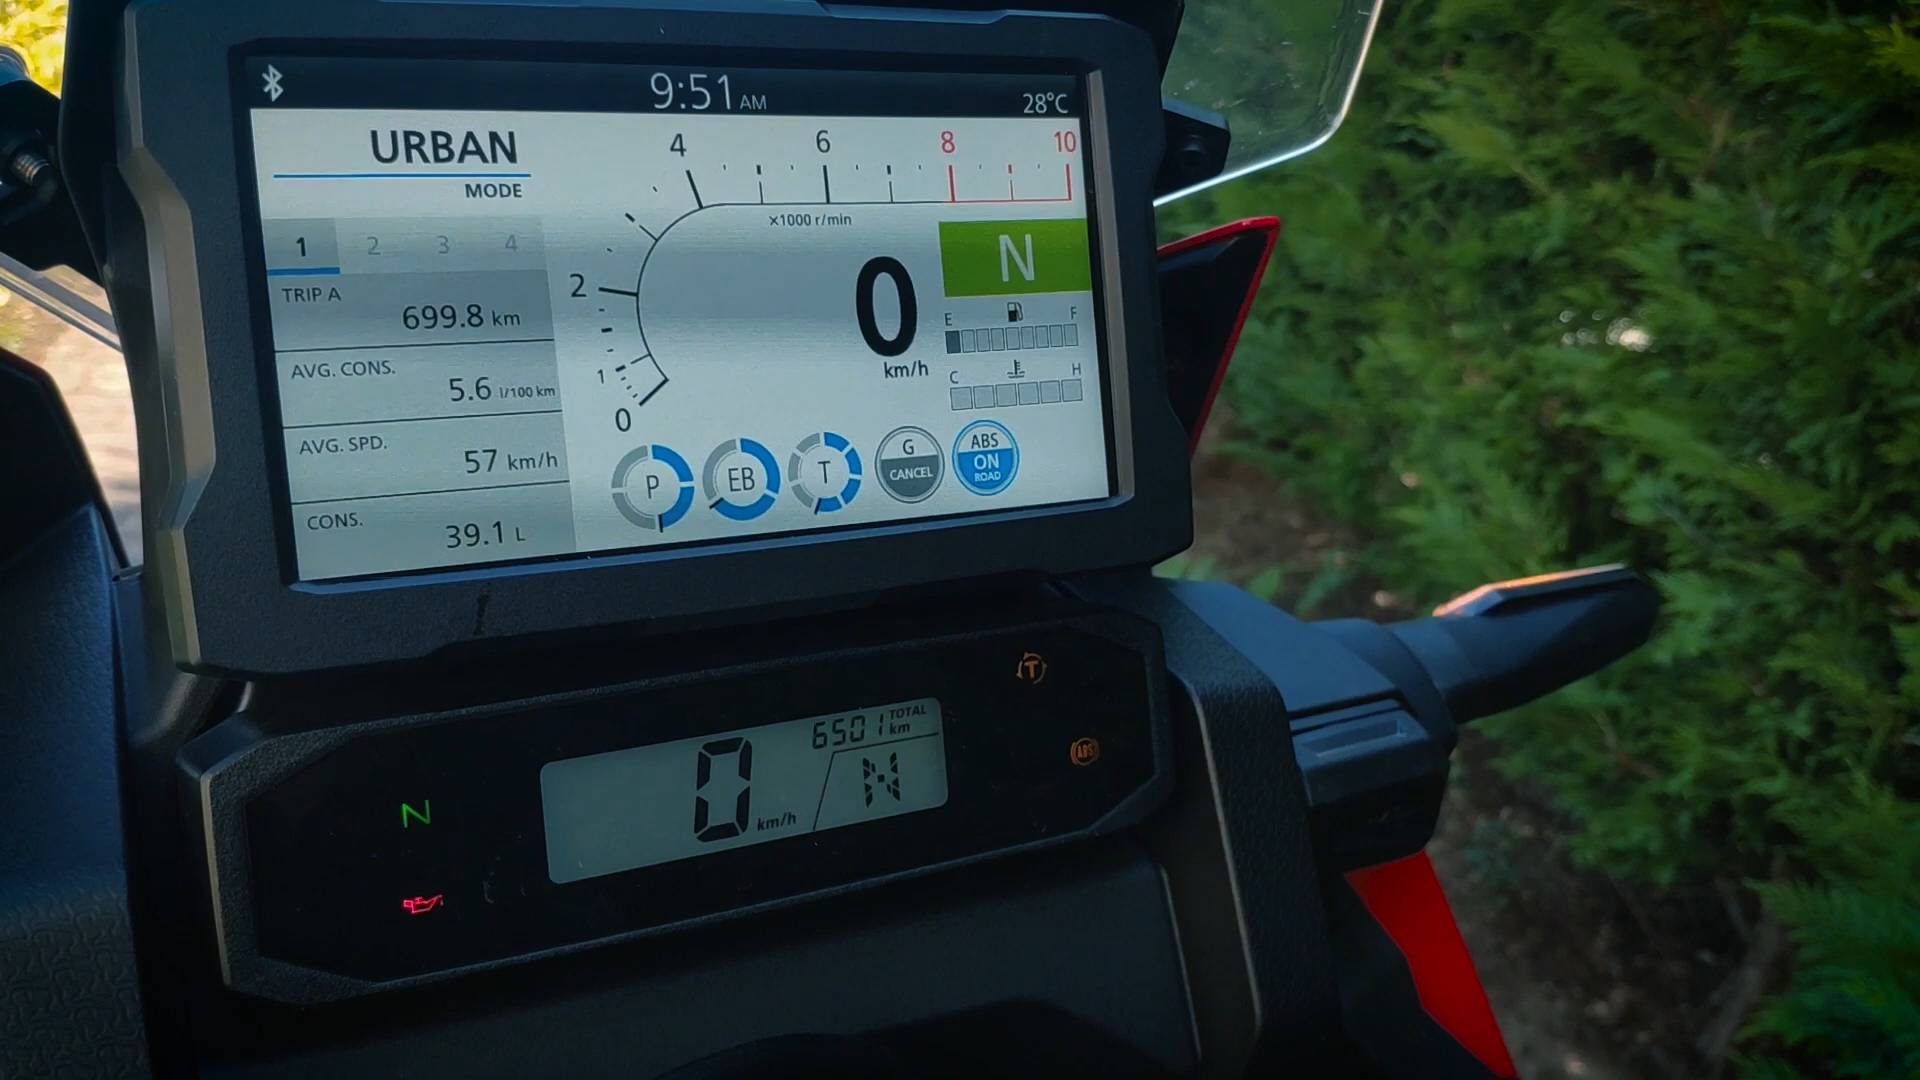 9:51 AM
28°C
URBAN
MODE
4 6 8 10
x1000 r/min
1 2 3 4
N
TRIP A
699.8 km
2
0
km/h
E F
AVG. CONS.
5.6 l/100 km
1
C H
0
AVG. SPD.
57 km/h
P EB T
G
CANCEL
ABS
ON
ROAD
CONS.
39.1 L
T
6501 TOTAL
km
0 km/h
N
ABS
N